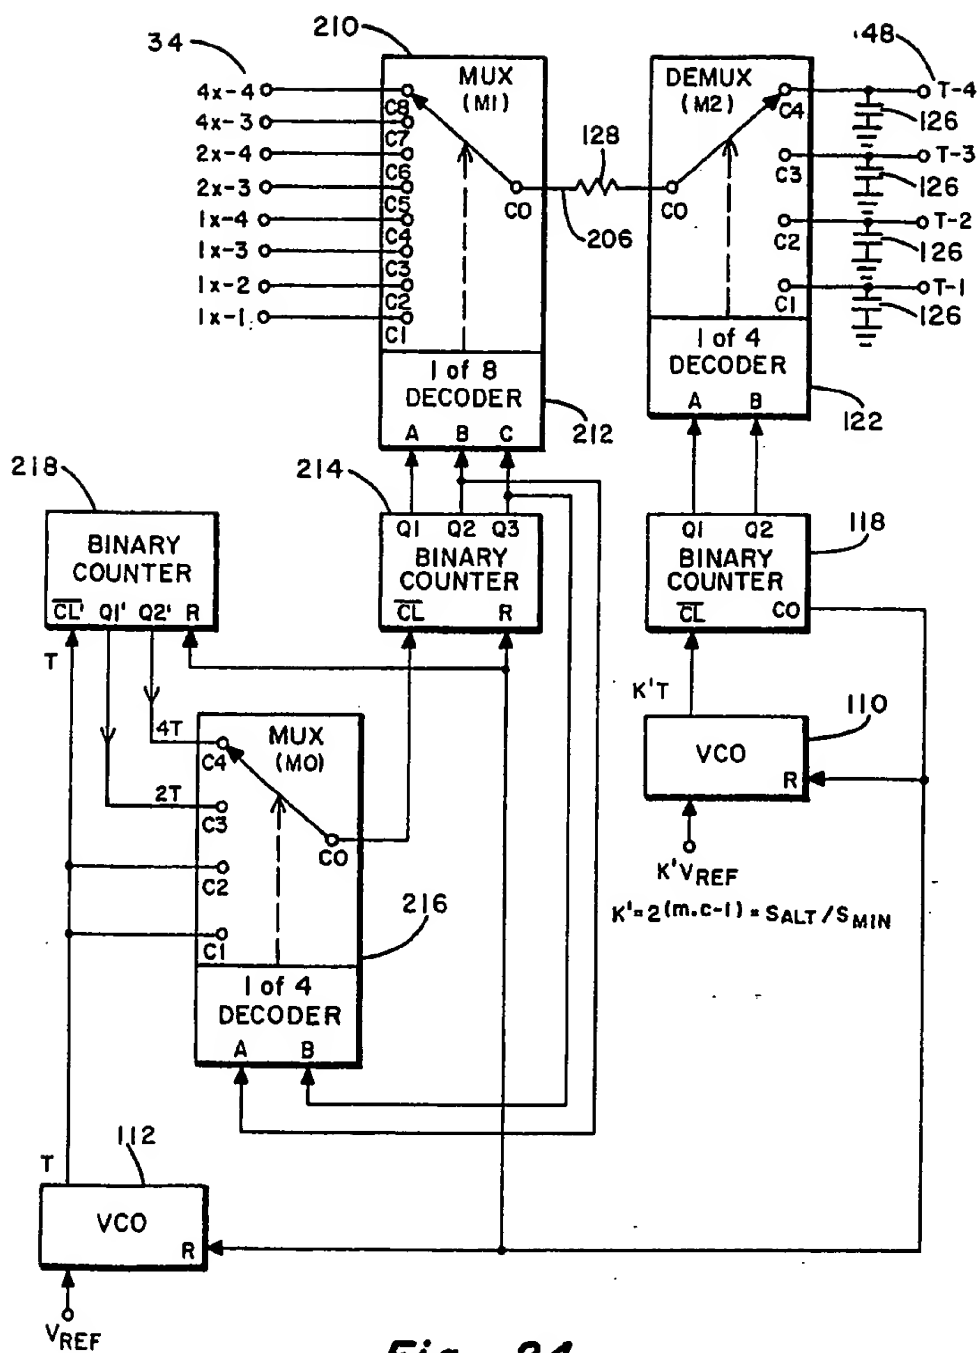 34
4x-4
4x-3
2x-4
2x-3
1x-4
1x-3
1x-2
1x-1
210
MUX
(M1)
C8
C7
C6
C5
C4
C3
C2
C1
CO
1 of 8
DECODER
A B C
212
128
206
DEMUX
(M2)
C4
C3
C2
C1
CO
1 of 4
DECODER
A B
122
48
T-4
126
T-3
126
T-2
126
T-1
126
218
BINARY
COUNTER
CL' Q1' Q2' R
214
Q1 Q2 Q3
BINARY
COUNTER
CL R
Q1 Q2
BINARY
COUNTER
CL CO
118
T
4T
2T
MUX
(MO)
C4
C3
C2
C1
CO
216
1 of 4
DECODER
A B
K'T
110
VCO
R
K'VREF
K'=2(m.c-1) = SALT/SMIN
T
112
VCO
R
VREF